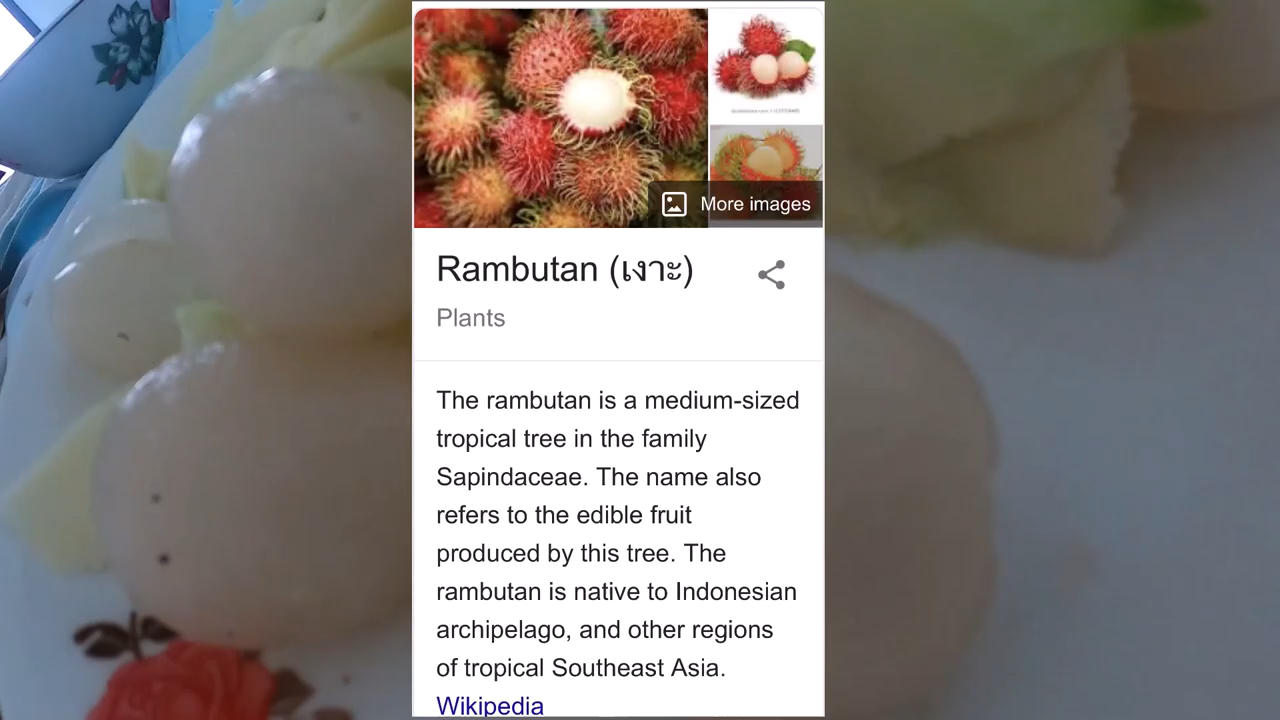 More images
Rambutan (เงาะ)
Plants
The rambutan is a medium-sized
tropical tree in the family
Sapindaceae. The name also
refers to the edible fruit
produced by this tree. The
rambutan is native to Indonesian
archipelago, and other regions
of tropical Southeast Asia.
Wikipedia